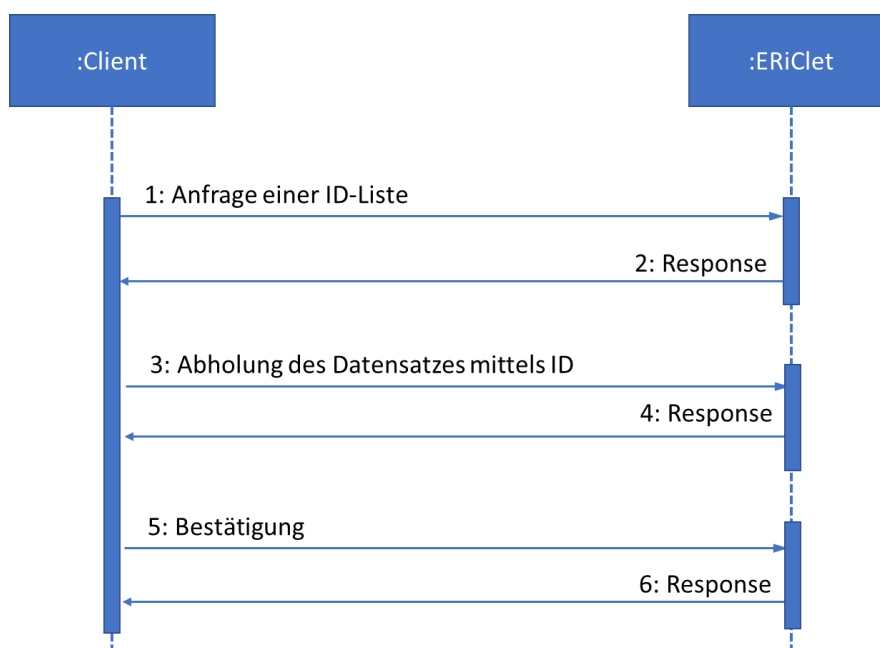 :Client
:ERiClet
1: Anfrage einer ID-Liste
2: Response
3: Abholung des Datensatzes mittels ID
4: Response
5: Bestätigung
6: Response